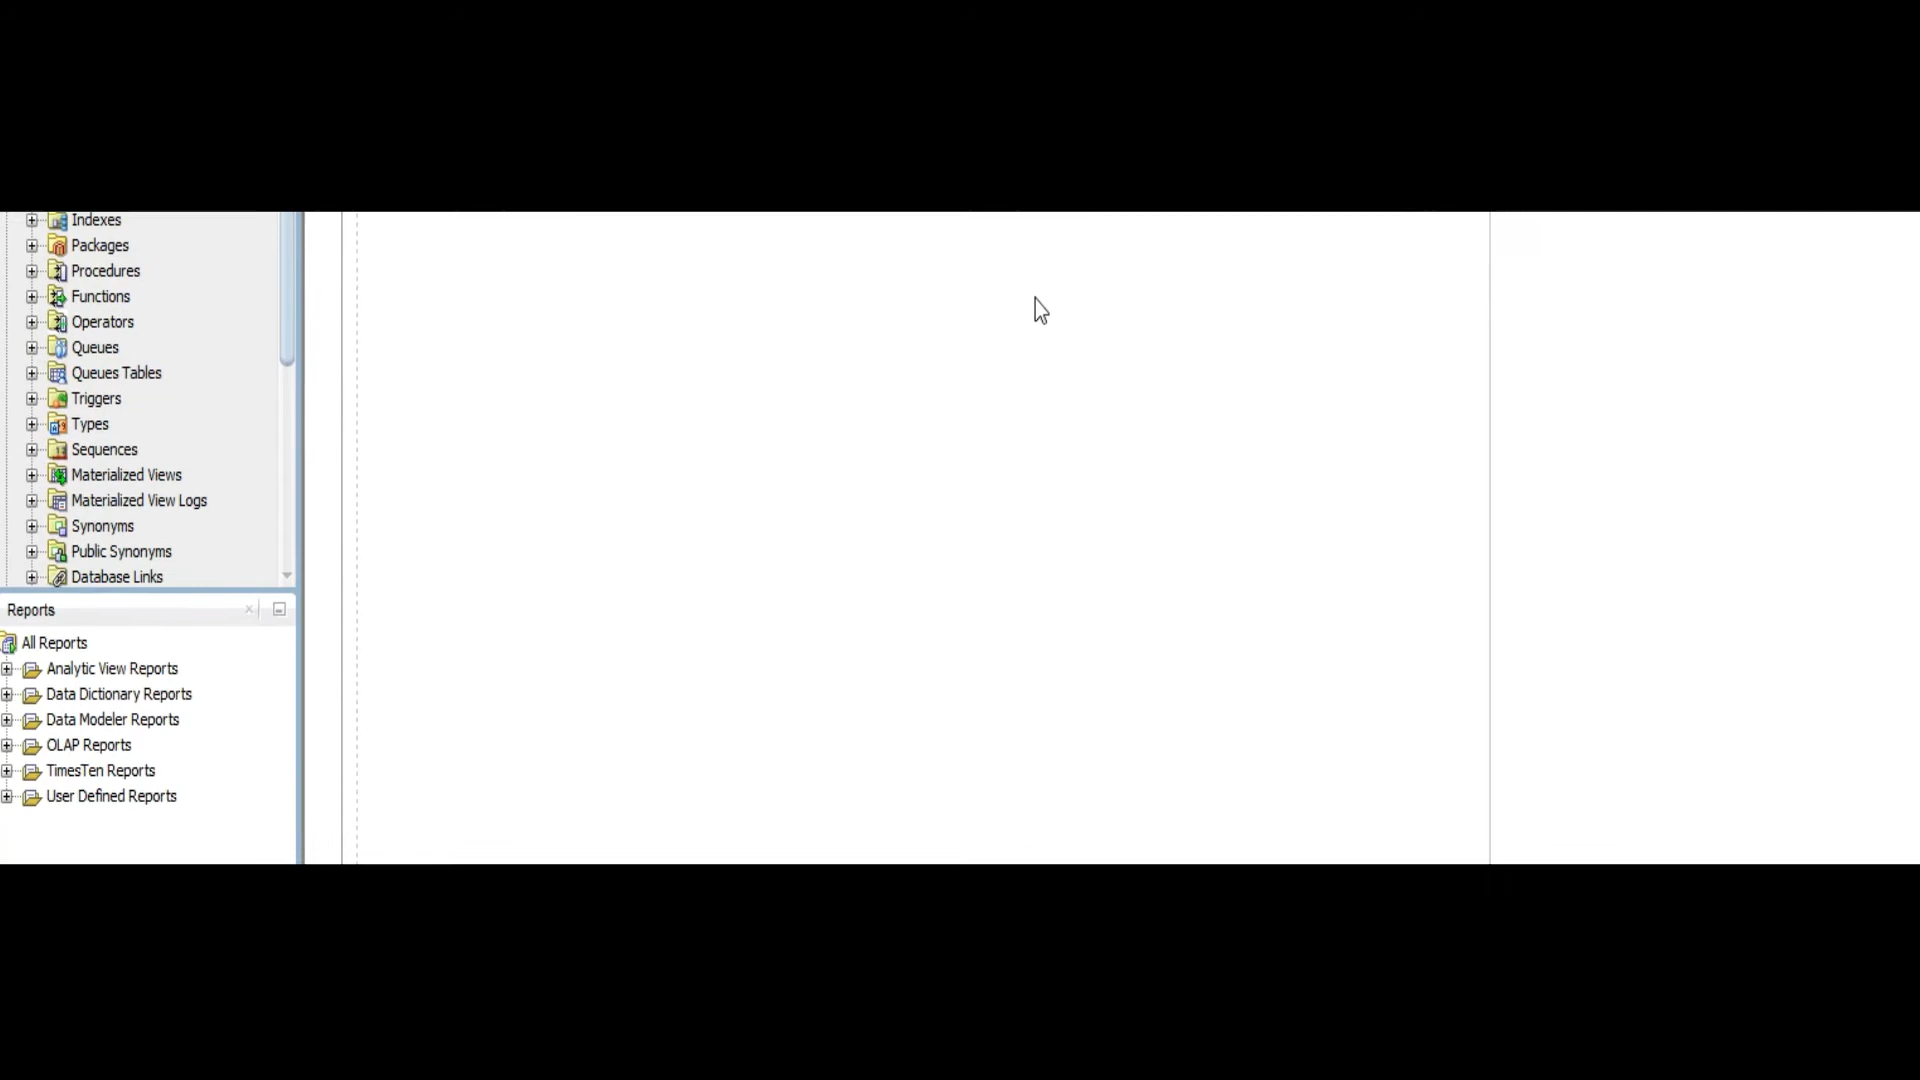 Indexes
Packages
Procedures
Functions
Operators
Queues
Queues Tables
Triggers
Types
Sequences
Materialized Views
Materialized View Logs
Synonyms
Public Synonyms
Database Links
Reports
All Reports
Analytic View Reports
Data Dictionary Reports
Data Modeler Reports
OLAP Reports
TimesTen Reports
User Defined Reports